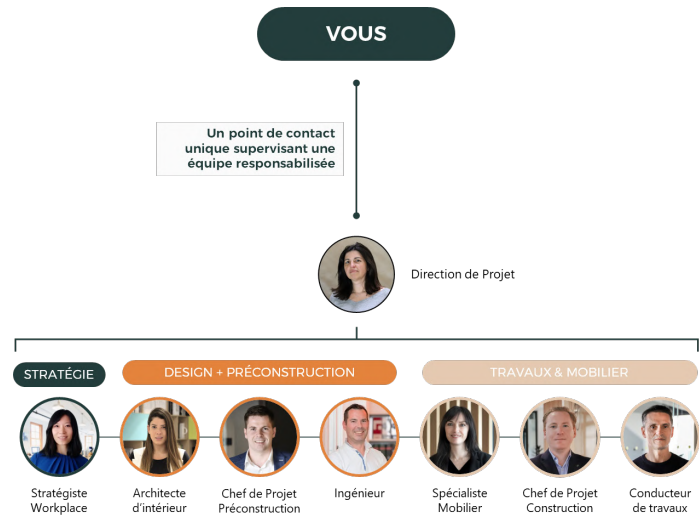 VOUS
Un point de contact
unique supervisant une
équipe responsabilisée
Direction de Projet
STRATÉGIE
DESIGN + PRÉCONSTRUCTION
TRAVAUX & MOBILIER
Stratégiste
Workplace
Architecte
d'intérieur
Chef de Projet
Préconstruction
Ingénieur
Spécialiste
Mobilier
Chef de Projet
Construction
Conducteur
de travaux